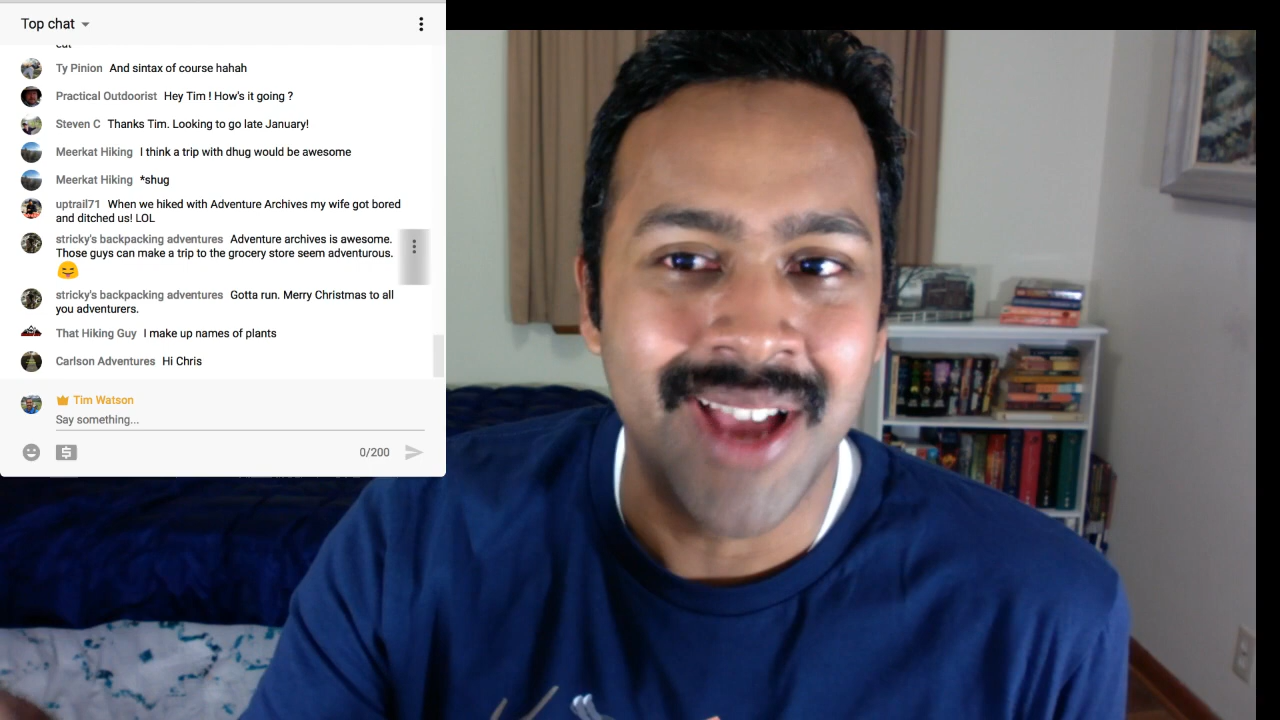 Top chat
cat
Ty Pinion And sintax of course hahah
Practical Outdoorist Hey Tim ! How's it going ?
Steven C Thanks Tim. Looking to go late January!
Meerkat Hiking I think a trip with dhug would be awesome
Meerkat Hiking *shug
uptrail71 When we hiked with Adventure Archives my wife got bored
and ditched us! LOL
stricky's backpacking adventures Adventure archives is awesome.
Those guys can make a trip to the grocery store seem adventurous.
stricky's backpacking adventures Gotta run. Merry Christmas to all
you adventurers.
That Hiking Guy I make up names of plants
Carlson Adventures Hi Chris
Tim Watson
Say something...
$ 0/200